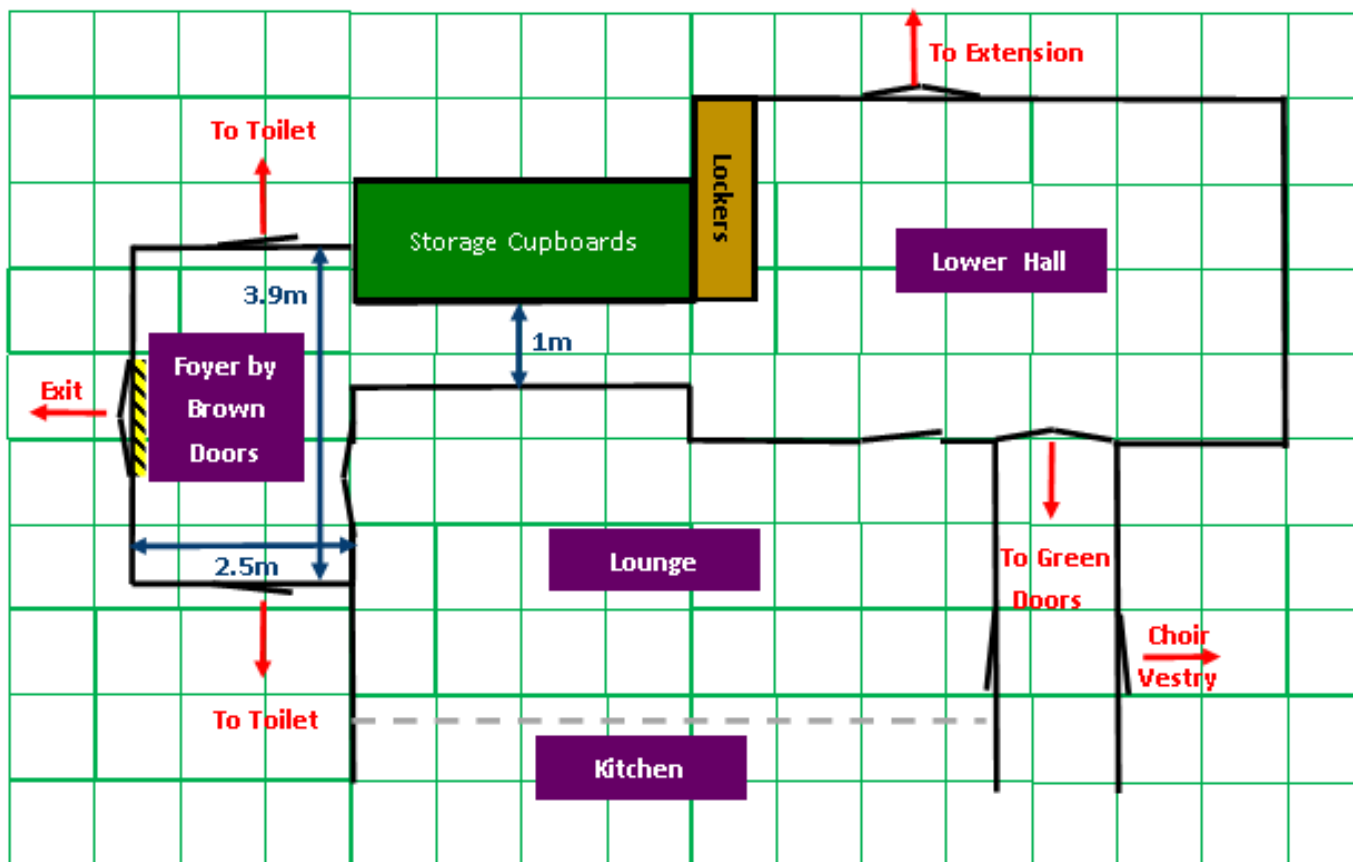 To Extension
To Toilet
Lockers
Storage Cupboards
Lower Hall
3.9m
1m
Foyer by
Brown
Doors
Exit
2.5m
Lounge
To Green
Doors
Choir
Vestry
To Toilet
Kitchen